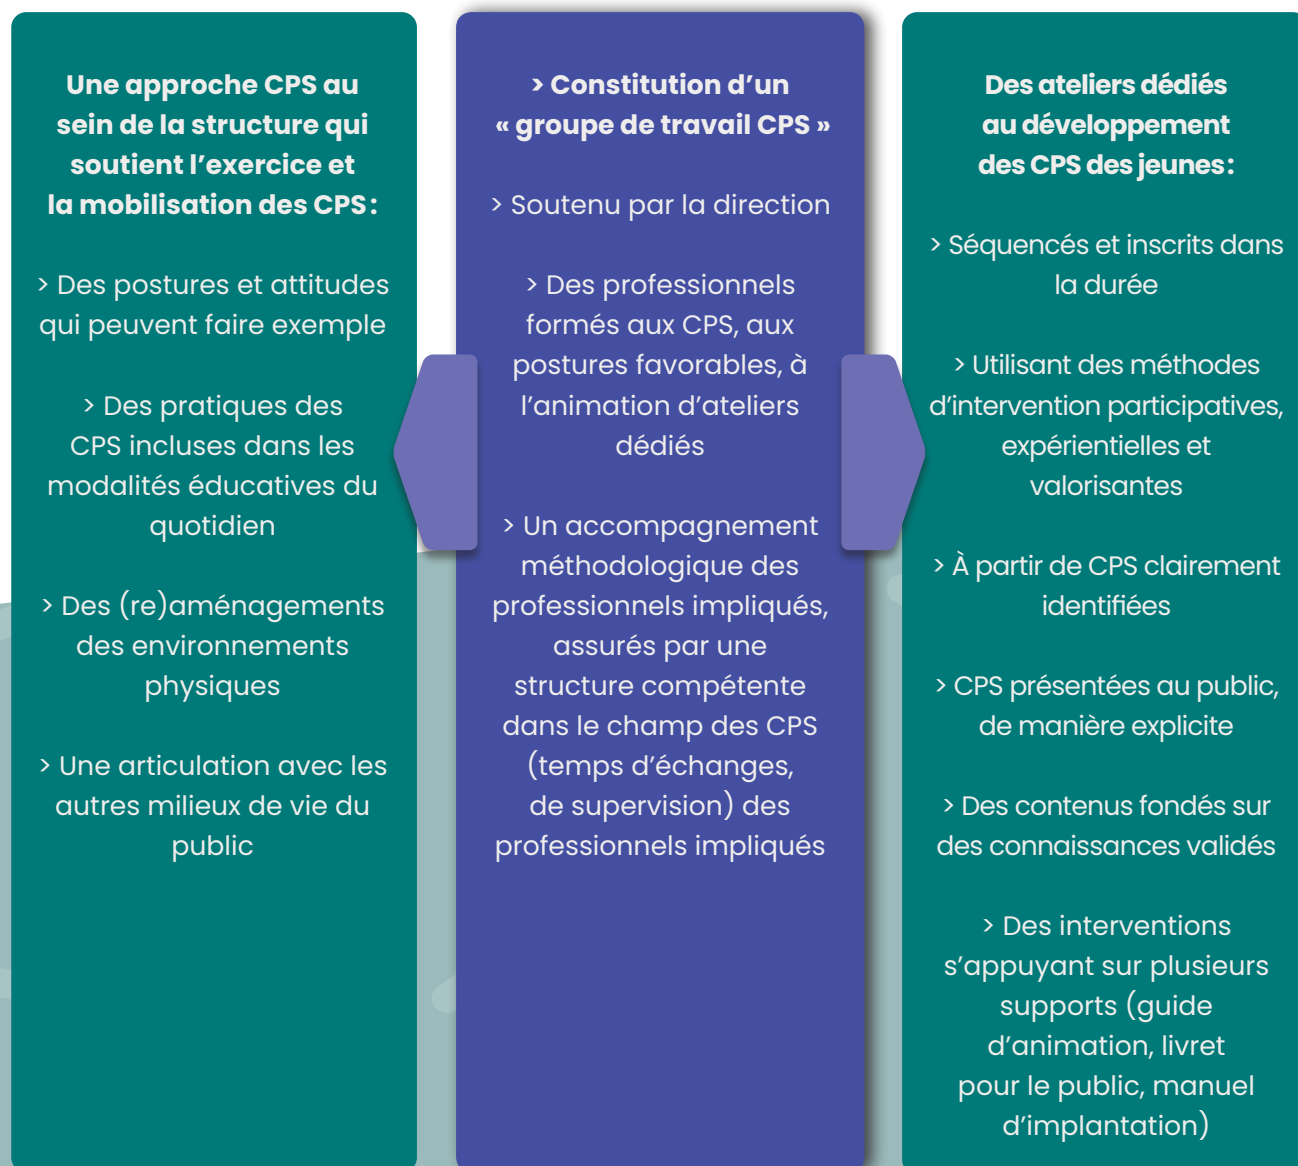 Une approche CPS au
sein de la structure qui
soutient l’exercice et
la mobilisation des CPS :
> Des postures et attitudes
qui peuvent faire exemple
> Des pratiques des
CPS incluses dans les
modalités éducatives du
quotidien
> Des (re)aménagements
des environnements
physiques
> Une articulation avec les
autres milieux de vie du
public
> Constitution d’un
« groupe de travail CPS »
> Soutenu par la direction
> Des professionnels
formés aux CPS, aux
postures favorables, à
l’animation d’ateliers
dédiés
> Un accompagnement
méthodologique des
professionnels impliqués,
assurés par une
structure compétente
dans le champ des CPS
(temps d’échanges,
de supervision) des
professionnels impliqués
Des ateliers dédiés
au développement
des CPS des jeunes :
> Séquencés et inscrits dans
la durée
> Utilisant des méthodes
d’intervention participatives,
expérientielles et
valorisantes
> À partir de CPS clairement
identifiées
> CPS présentées au public,
de manière explicite
> Des contenus fondés sur
des connaissances validés
> Des interventions
s’appuyant sur plusieurs
supports (guide
d’animation, livret
pour le public, manuel
d’implantation)